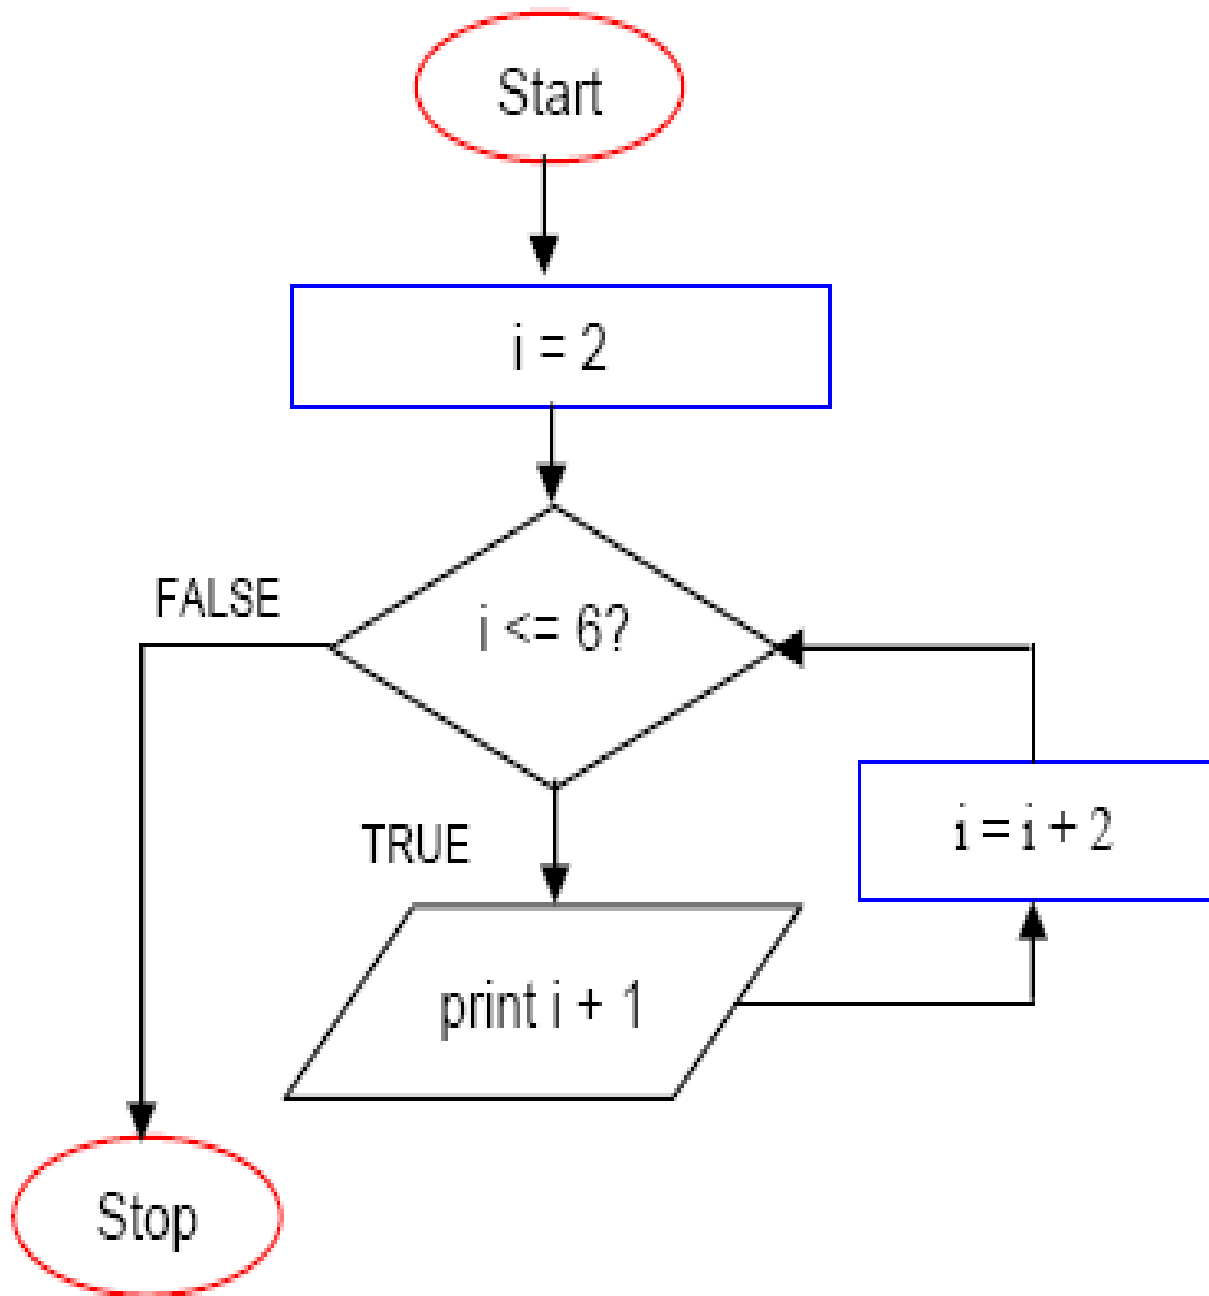 Start
i = 2
i <= 6?
FALSE
TRUE
i = i + 2
print i + 1
Stop